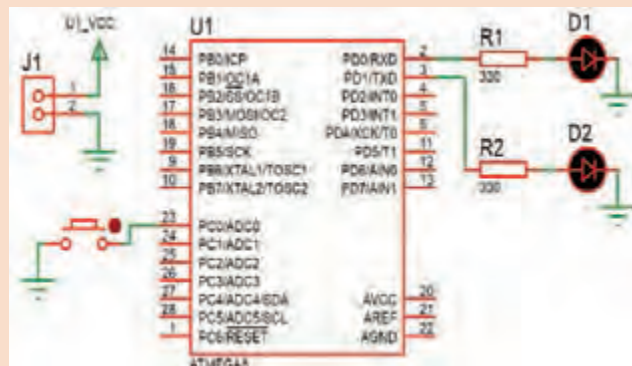 U1_VCC
J1
1
2
U1
14 PB0/ICP
15 PB1/OC1A
16 PB2/SS/OC1B
17 PB3/MOSI/OC2
18 PB4/MISO
19 PB5/SCK
9 PB6/XTAL1/TOSC1
10 PB7/XTAL2/TOSC2
23 PC0/ADC0
24 PC1/ADC1
25 PC2/ADC2
26 PC3/ADC3
27 PC4/ADC4/SDA
28 PC5/ADC5/SCL
1 PC6/RESET
PD0/RXD 2
PD1/TXD 3
PD2/INT0 4
PD3/INT1 5
PD4/XCK/T0
PD5/T1 11
PD6/AIN0 12
PD7/AIN1 13
AVCC 20
AREF 21
AGND 22
ATMEGA8
R1
330
D1
R2
330
D2